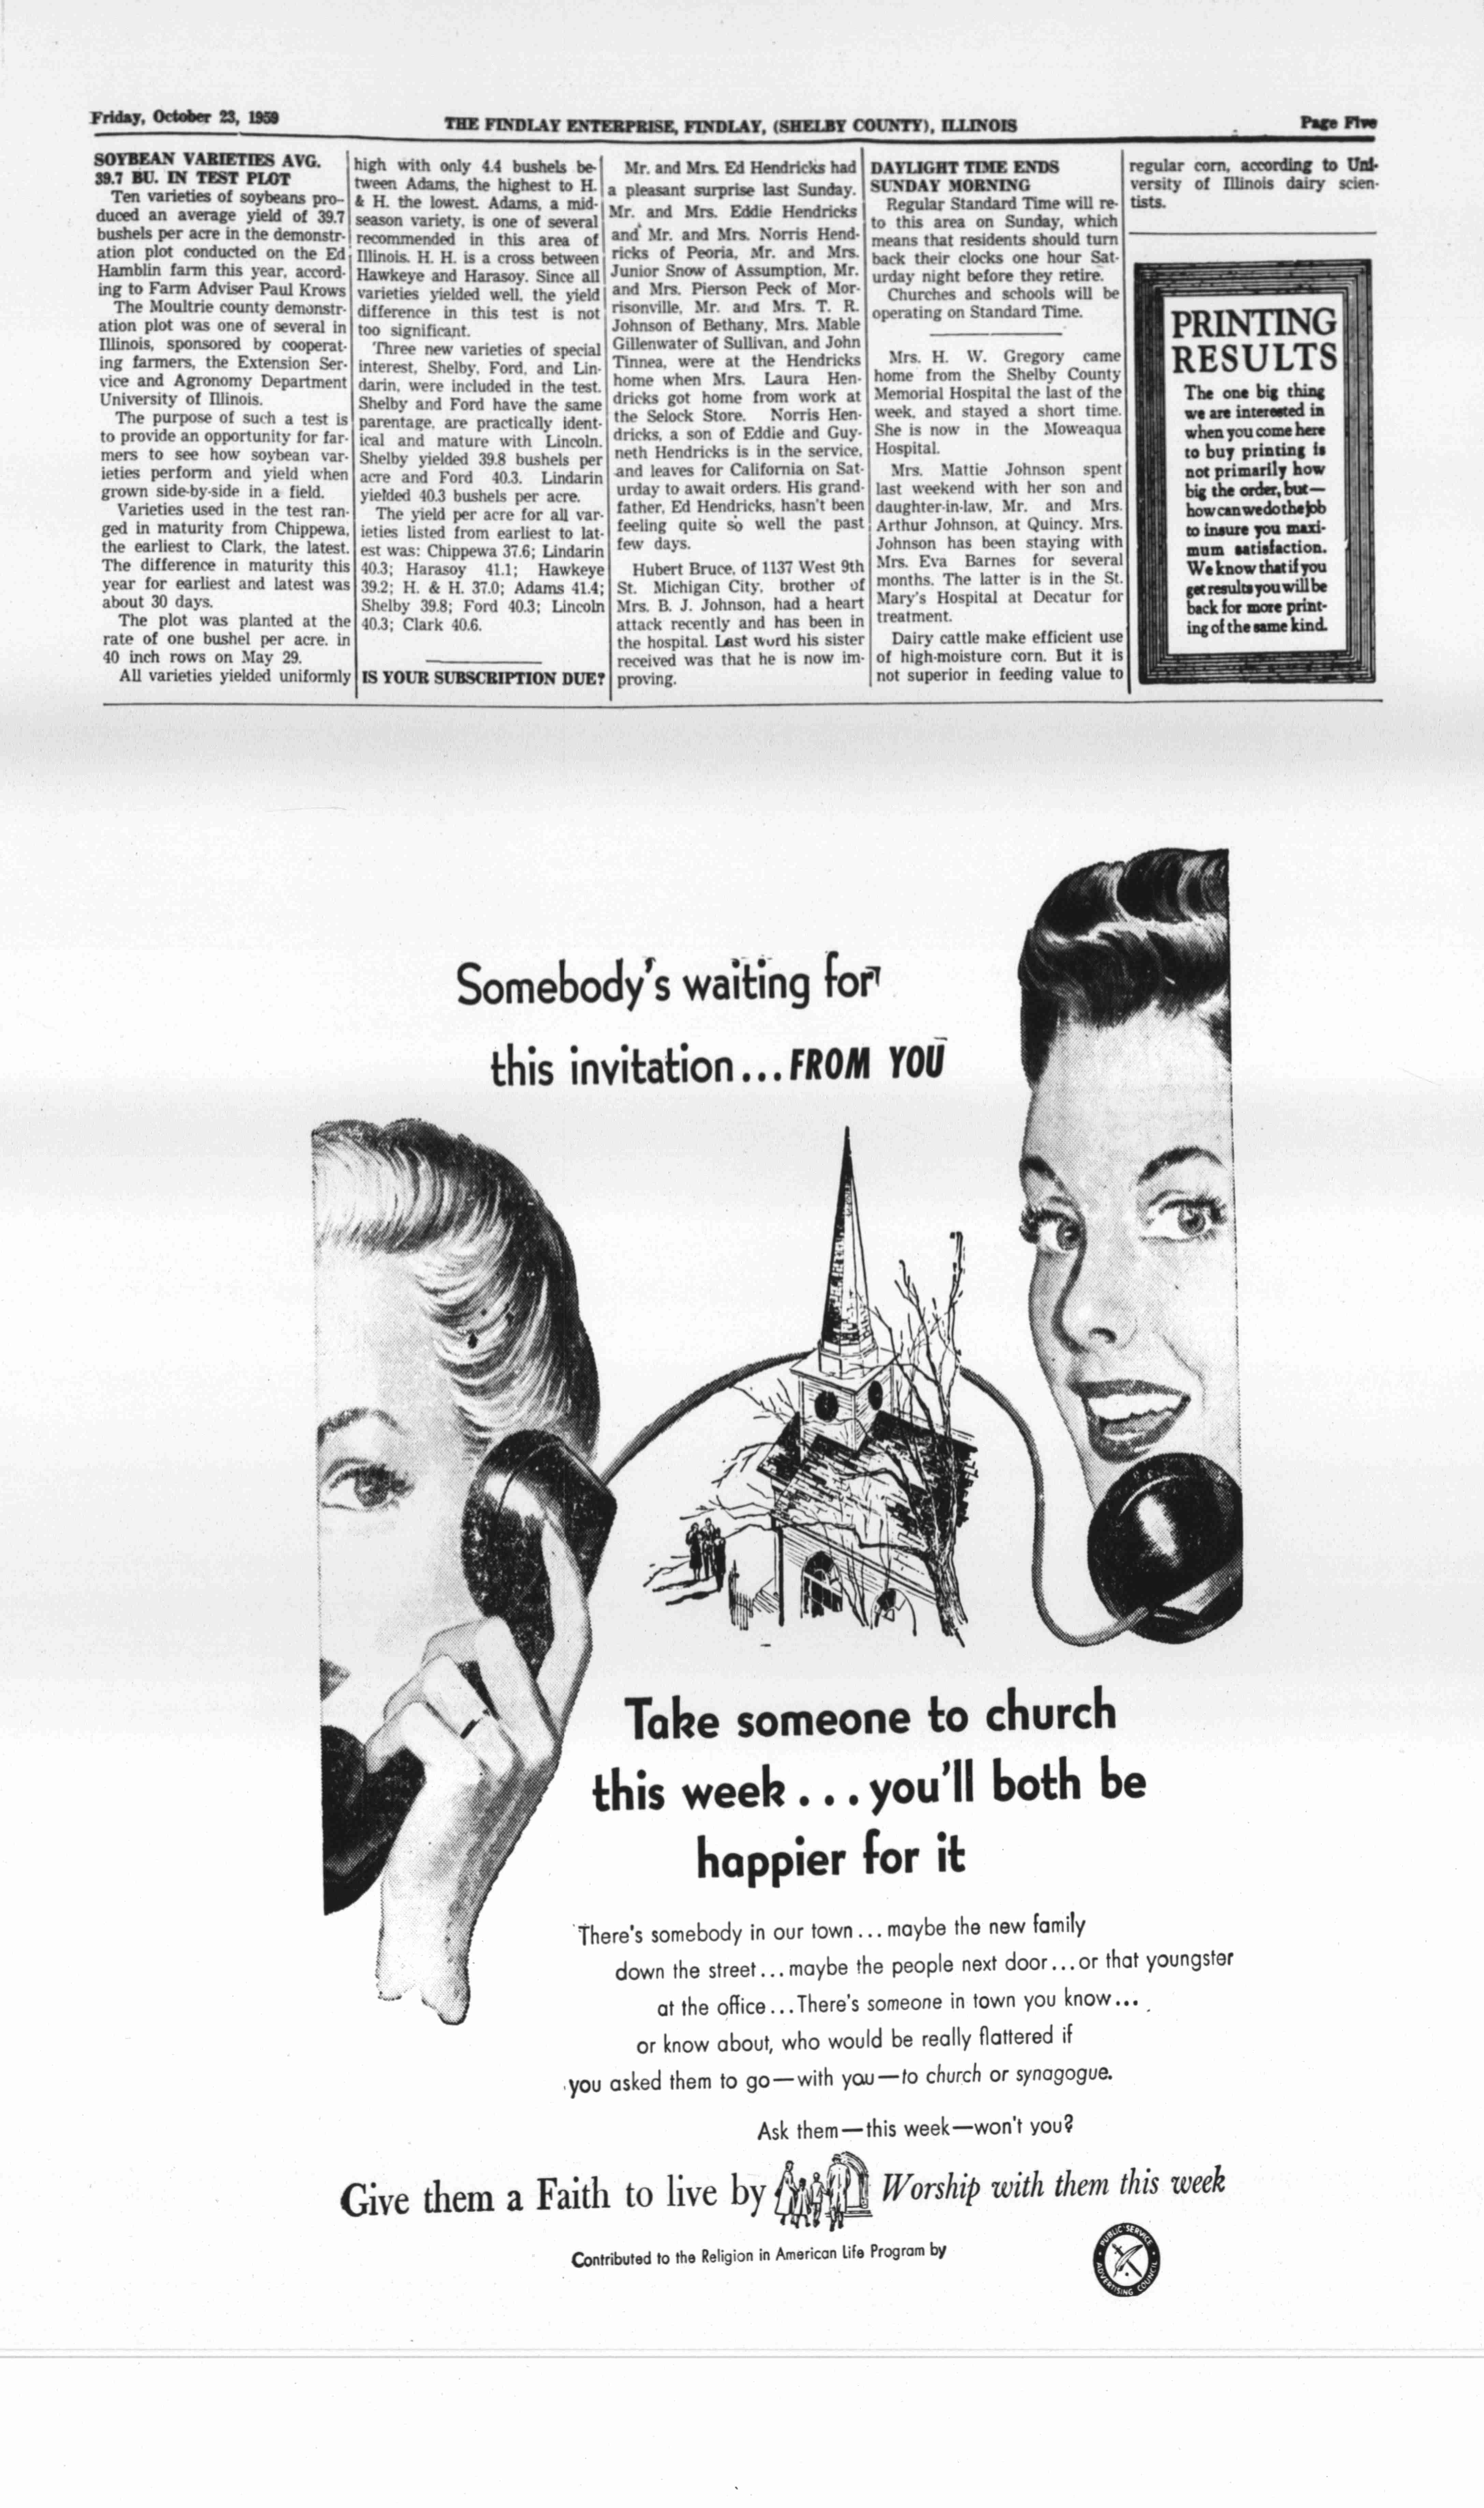 Friday, October 23, 1959
THE FINDLAY ENTERPRISE, FINDLAY, (SHELBY COUNTY), ILLINOIS
Page Five
SOYBEAN VARIETIES AVG.
39.7 BU. IN TEST PLOT
Ten varieties of soybeans pro-
duced an average yield of 39.7
bushels per acre in the demonstr-
ation plot conducted on the Ed
Hamblin farm this year, accord-
ing to Farm Adviser Paul Krows
The Moultrie county demonstr-
ation plot was one of several in
Illinois, sponsored by cooperat-
ing farmers, the Extension Ser-
vice and Agronomy Department
University of Illinois.
The purpose of such a test is
to provide an opportunity for far-
mers to see how soybean var-
ieties perform and yield when
grown side-by-side in a field.
Varieties used in the test ran-
ged in maturity from Chippewa,
the earliest to Clark, the latest.
The difference in maturity this
year for earliest and latest was
about 30 days.
The plot was planted at the
rate of one bushel per acre. in
40 inch rows on May 29.
All varieties yielded uniformly
high with only 4.4 bushels be-
tween Adams, the highest to H.
& H. the lowest. Adams, a mid-
season variety, is one of several
recommended in this area of
Illinois. H. H. is a cross between
Hawkeye and Harasoy. Since all
varieties yielded well, the yield
difference in this test is not
too significant.
Three new varieties of special
interest, Shelby, Ford, and Lin-
darin, were included in the test.
Shelby and Ford have the same
parentage, are practically ident-
ical and mature with Lincoln.
Shelby yielded 39.8 bushels per
acre and Ford 40.3. Lindarin
yielded 40.3 bushels per acre.
The yield per acre for all var-
ieties listed from earliest to lat-
est was: Chippewa 37.6; Lindarin
40.3; Harasoy 41.1; Hawkeye
39.2; H. & H. 37.0; Adams 41.4;
Shelby 39.8; Ford 40.3; Lincoln
40.3; Clark 40.6.
IS YOUR SUBSCRIPTION DUE?
Mr. and Mrs. Ed Hendricks had
a pleasant surprise last Sunday.
Mr. and Mrs. Eddie Hendricks
and Mr. and Mrs. Norris Hend-
ricks of Peoria, Mr. and Mrs.
Junior Snow of Assumption, Mr.
and Mrs. Pierson Peck of Mor-
risonville, Mr. and Mrs. T. R.
Johnson of Bethany, Mrs. Mable
Gillenwater of Sullivan, and John
Tinnea, were at the Hendricks
home when Mrs. Laura Hen-
dricks got home from work at
the Selock Store. Norris Hen-
dricks, a son of Eddie and Guy-
neth Hendricks is in the service,
and leaves for California on Sat-
urday to await orders. His grand-
father, Ed Hendricks, hasn't been
feeling quite so well the past
few days.
Hubert Bruce, of 1137 West 9th
St. Michigan City, brother of
Mrs. B. J. Johnson, had a heart
attack recently and has been in
the hospital. Last word his sister
received was that he is now im-
proving.
DAYLIGHT TIME ENDS
SUNDAY MORNING
Regular Standard Time will re-
to this area on Sunday, which
means that residents should turn
back their clocks one hour Sat-
urday night before they retire.
Churches and schools will be
operating on Standard Time.
Mrs. H. W. Gregory came
home from the Shelby County
Memorial Hospital the last of the
week, and stayed a short time.
She is now in the Moweaqua
Hospital.
Mrs. Mattie Johnson spent
last weekend with her son and
daughter-in-law, Mr. and Mrs.
Arthur Johnson, at Quincy. Mrs.
Johnson has been staying with
Mrs. Eva Barnes for several
months. The latter is in the St.
Mary's Hospital at Decatur for
treatment.
Dairy cattle make efficient use
of high-moisture corn. But it is
not superior in feeding value to
regular corn, according to Uni-
versity of Illinois dairy scien-
tists.
PRINTING
RESULTS
The one big thing
we are interested in
when you come here
to buy printing is
not primarily how
big the order, but—
how can we do the job
to insure you maxi-
mum satisfaction.
We know that if you
get results you will be
back for more print-
ing of the same kind.
Somebody's waiting for
this invitation...FROM YOU
Take someone to church
this week...you'll both be
happier for it
There's somebody in our town...maybe the new family
down the street...maybe the people next door...or that youngster
at the office...There's someone in town you know...
or know about, who would be really flattered if
you asked them to go—with you—to church or synagogue.
Ask them—this week—won't you?
Give them a Faith to live by Worship with them this week
Contributed to the Religion in American Life Program by
PUBLIC SERVICE
ADVERTISING COUNCIL